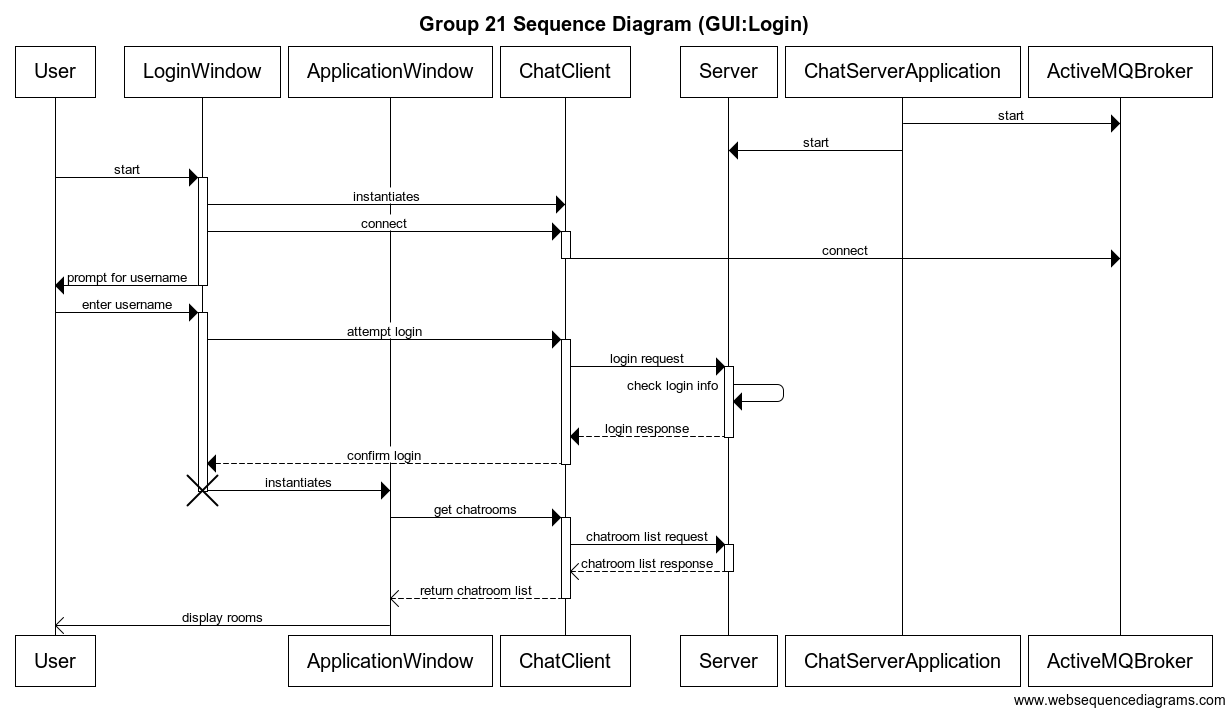 Group 21 Sequence Diagram (GUI:Login)
User
LoginWindow
ApplicationWindow
ChatClient
Server
ChatServerApplication
ActiveMQBroker
start
start
start
instantiates
connect
connect
prompt for username
enter username
attempt login
login request
check login info
login response
confirm login
instantiates
get chatrooms
chatroom list request
chatroom list response
return chatroom list
display rooms
User
ApplicationWindow
ChatClient
Server
ChatServerApplication
ActiveMQBroker
www.websequencediagrams.com